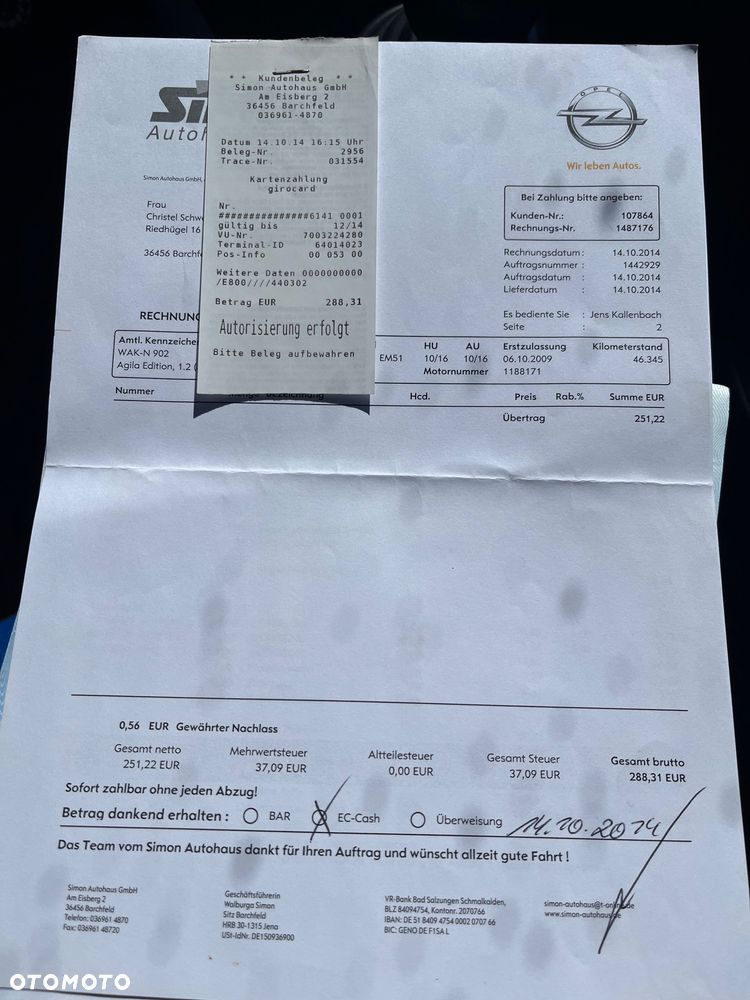 * * Kundenbeleg * *
Simon Autohaus GmbH
Am Eisberg 2
36456 Barchfeld
036961-4870
Datum 14.10.14 16:15 Uhr
Beleg-Nr. 2956
Trace-Nr. 031554
Kartenzahlung
girocard
Nr.
###############6141 0001
gültig bis 12/14
VU-Nr. 7003224280
Terminal-ID 64014023
Pos-Info 00 053 00
Weitere Daten 0000000000
/E800////440302
Betrag EUR 288,31
Autorisierung erfolgt
Bitte Beleg aufbewahren
OPEL
Wir leben Autos.
Simon Autohaus GmbH,
Frau
Christel
Riedhügel 16
36456
Bei Zahlung bitte angeben:
Kunden-Nr.: 107864
Rechnungs-Nr. 1487176
Rechnungsdatum: 14.10.2014
Auftragsnummer : 1442929
Auftragsdatum : 14.10.2014
Lieferdatum : 14.10.2014
Es bediente Sie : Jens Kallenbach
Seite : 2
Amtl. HU AU Erstzulassung Kilometerstand
WAK-N 902 EM51 10/16 10/16 06.10.2009 46.345
Agila Edition, 1.2 Motornummer 1188171
Nummer Bezeichnung Hcd. Preis Rab.% Summe EUR
Übertrag 251,22
0,56 EUR Gewährter Nachlass
Gesamt netto Mehrwertsteuer Altteilesteuer Gesamt Steuer Gesamt brutto
251,22 EUR 37,09 EUR 0,00 EUR 37,09 EUR 288,31 EUR
Sofort zahlbar ohne jeden Abzug!
Betrag dankend erhalten : BAR EC-Cash Überweisung 14.10.2014
Das Team vom Simon Autohaus dankt für Ihren Auftrag und wünscht allzeit gute Fahrt !
Simon Autohaus GmbH
Am Eisberg 2
36456 Barchfeld
Telefon: 036961 4870
Fax: 036961 48720
Geschäftsführerin
Walburga Simon
Sitz Barchfeld
HRB 30-1315 Jena
USt-IdNr. DE150936900
VR-Bank Bad Salzungen Schmalkalden,
BLZ 84094754, Kontonr. 2070766
IBAN: DE 51 8409 4754 0002 0707 66
BIC: GENO DE F1SA L
simon-autohaus@t-online.de
www.simon-autohaus.de
OTOMOTO